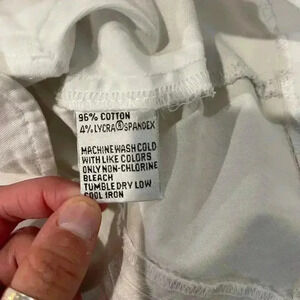 96% COTTON
4% LYCRA®SPANDEX
MACHINE WASH COLD
WITH LIKE COLORS
ONLY NON-CHLORINE
BLEACH
TUMBLE DRY LOW
COOL IRON